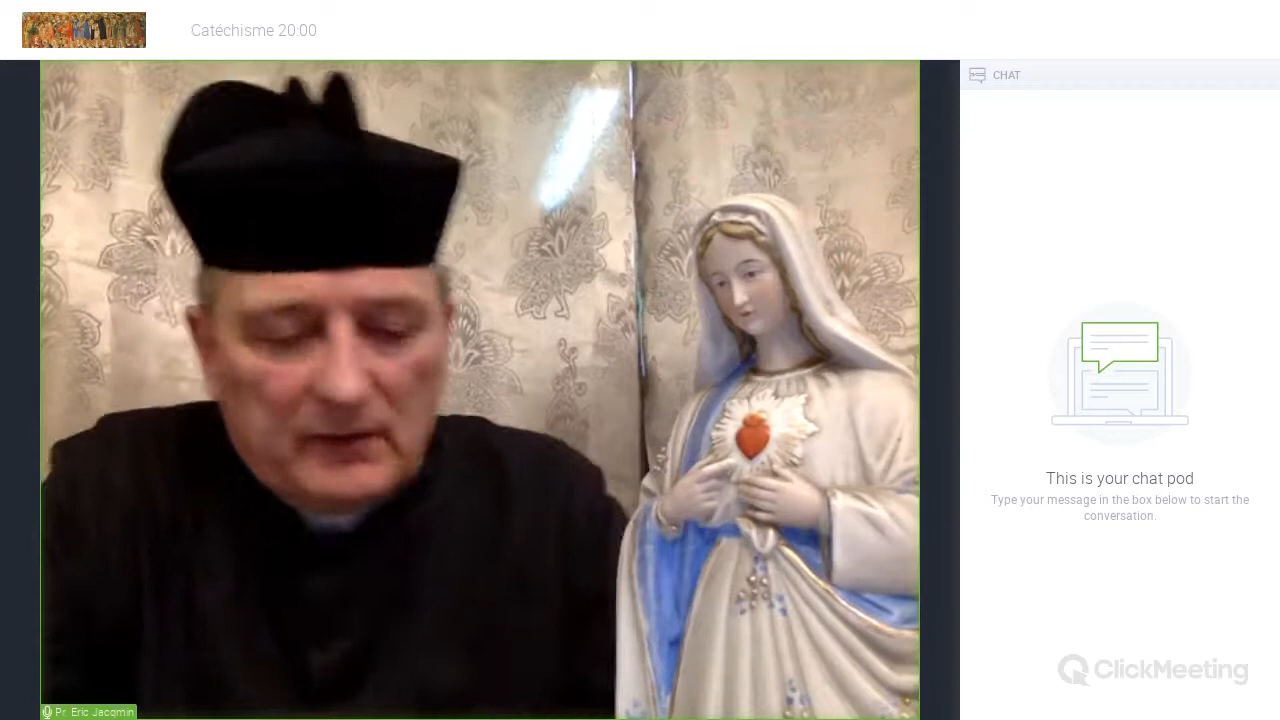 Catéchisme 20:00
CHAT
This is your chat pod
Type your message in the box below to start the
conversation.
ClickMeeting
Pr. Eric Jacqmin